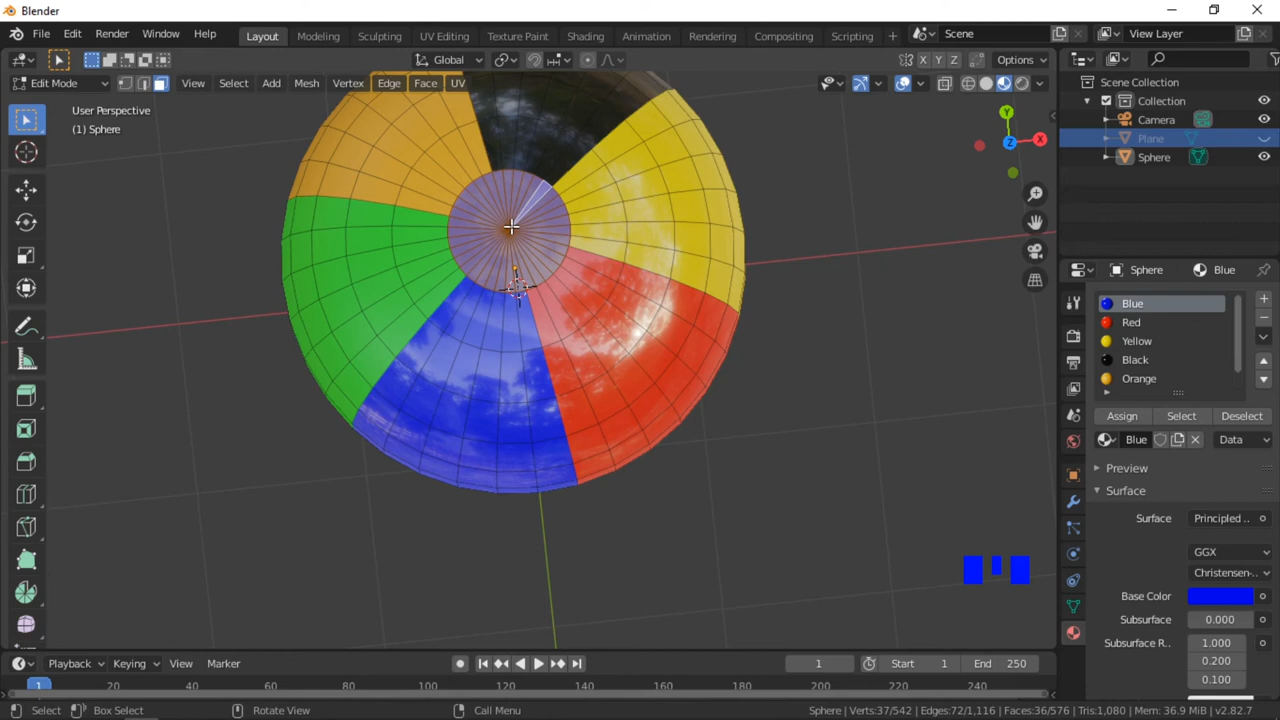 Blender
File Edit Render Window Help Layout Modeling Sculpting UV Editing Texture Paint Shading Animation Rendering Compositing Scripting + Scene View Layer
Global X Y Z Options
Edit Mode View Select Add Mesh Vertex Edge Face UV
User Perspective
(1) Sphere
Y
X
Z
Scene Collection
Collection
Camera
Plane
Sphere
Sphere Blue
Blue
Red
Yellow
Black
Orange
Assign Select Deselect
Blue Data
Preview
Surface
Surface Principled ..
GGX
Christensen-..
Base Color
Subsurface 0.000
Subsurface R.. 1.000
0.200
0.100
Playback Keying View Marker 1 Start 1 End 250
1 20 40 60 80 100 120 140 160 180 200 220 240
Select Box Select Rotate View Call Menu Sphere | Verts:37/542 | Edges:72/1,116 | Faces:36/576 | Tris:1,080 | Mem: 36.9 MiB | v2.82.7